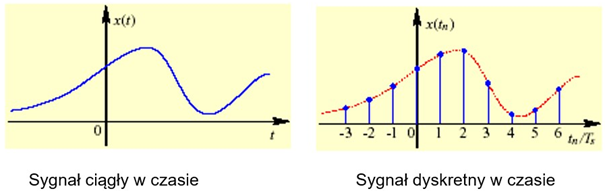 x(t)
0
t
Sygnał ciągły w czasie
x(tₙ)
0
-3 -2 -1 1 2 3 4 5 6 tₙ/Tₛ
Sygnał dyskretny w czasie